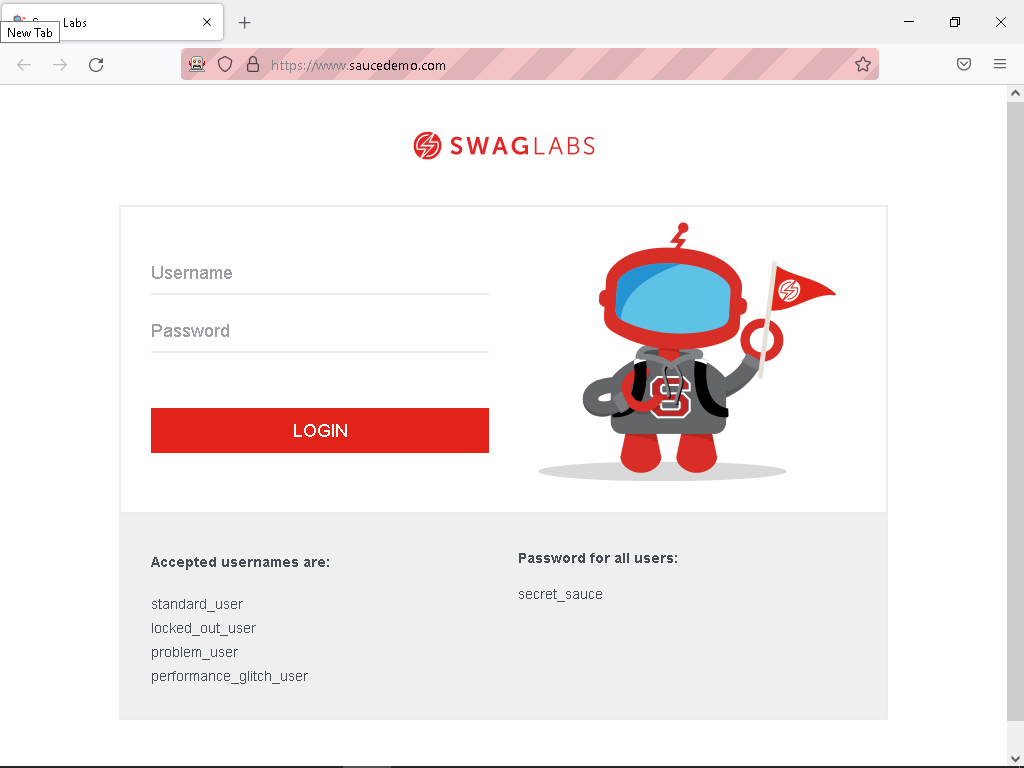 Labs
New Tab
https://www.saucedemo.com
SWAGLABS
Username
Password
LOGIN
Accepted usernames are:
standard_user
locked_out_user
problem_user
performance_glitch_user
Password for all users:
secret_sauce